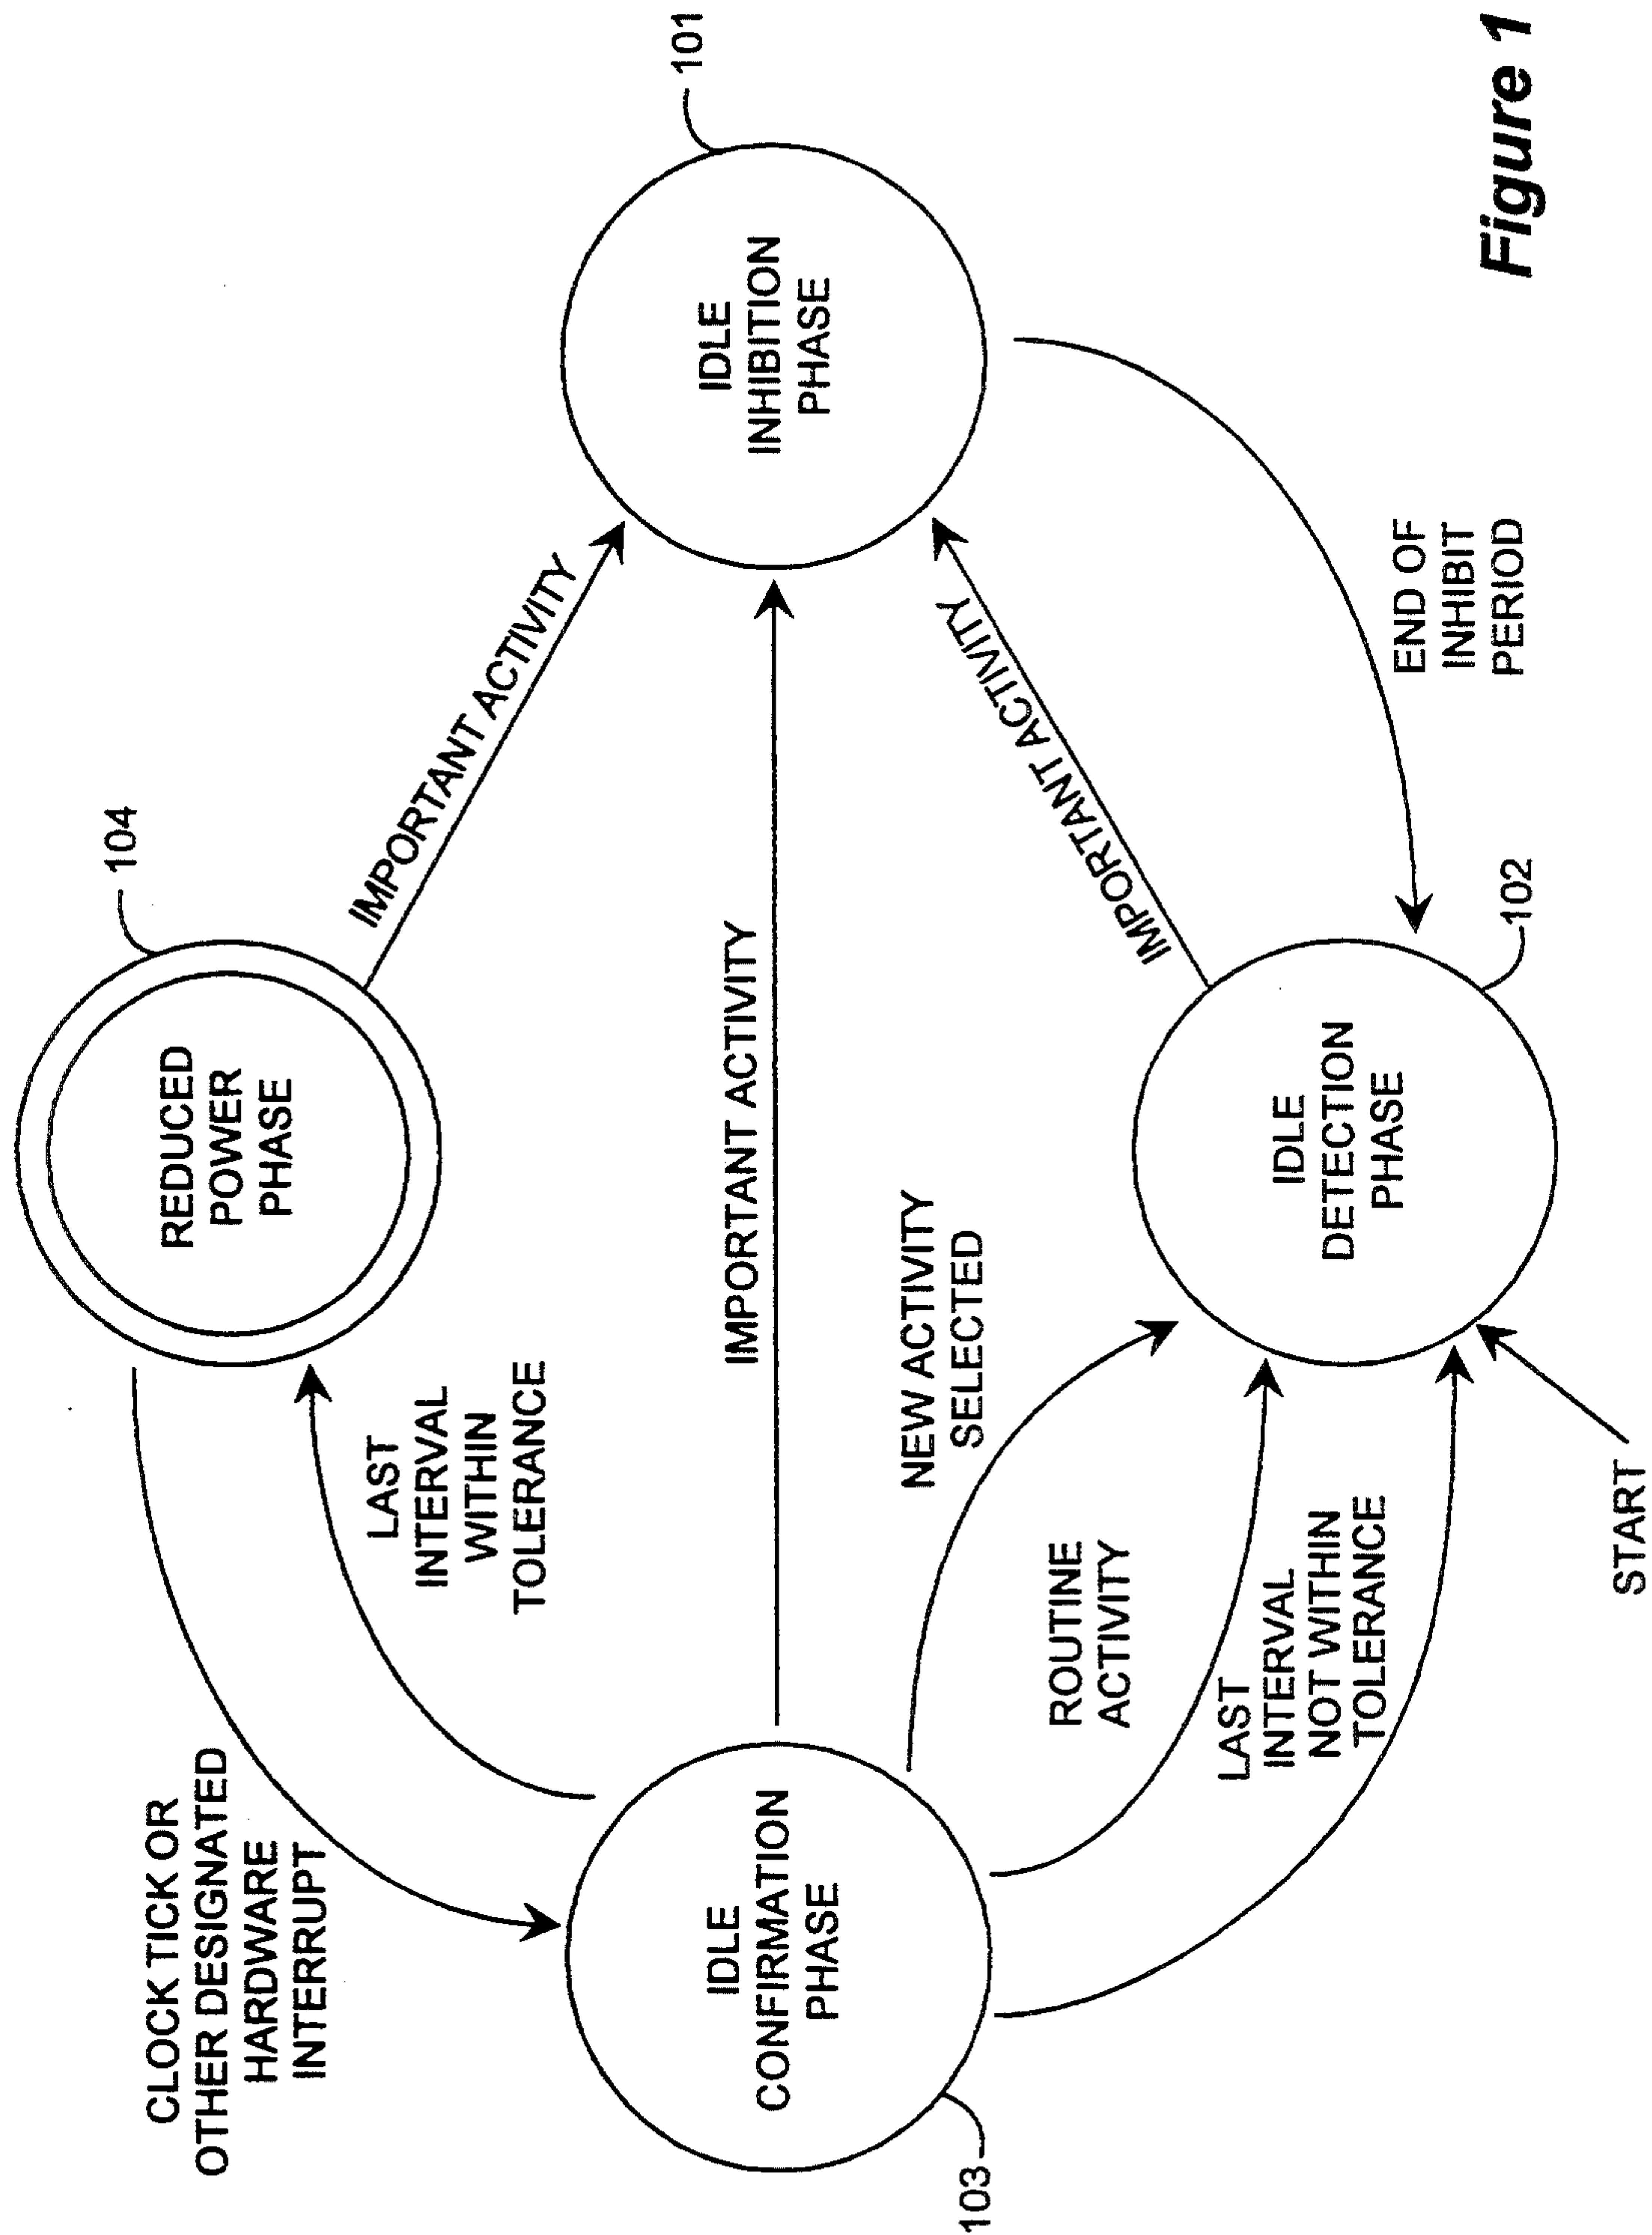 CLOCK TICK OR
OTHER DESIGNATED
HARDWARE
INTERRUPT
REDUCED
POWER
PHASE
104
LAST
INTERVAL
WITHIN
TOLERANCE
IMPORTANT ACTIVITY
101
IDLE
CONFIRMATION
PHASE
103
IMPORTANT ACTIVITY
IDLE
INHIBITION
PHASE
NEW ACTIVITY
SELECTED
ROUTINE
ACTIVITY
LAST
INTERVAL
NOT WITHIN
TOLERANCE
IMPORTANT ACTIVITY
IDLE
DETECTION
PHASE
102
END OF
INHIBIT
PERIOD
START
Figure 1